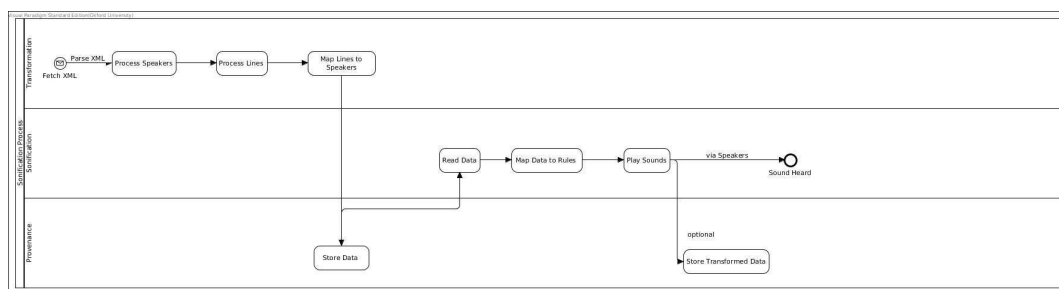 Visual Paradigm Standard Edition(Oxford University)
Sonification Process
Transformation
Fetch XML
Parse XML
Process Speakers
Process Lines
Map Lines to
Speakers
Sonification
Read Data
Map Data to Rules
Play Sounds
via Speakers
Sound Heard
Provenance
Store Data
optional
Store Transformed Data